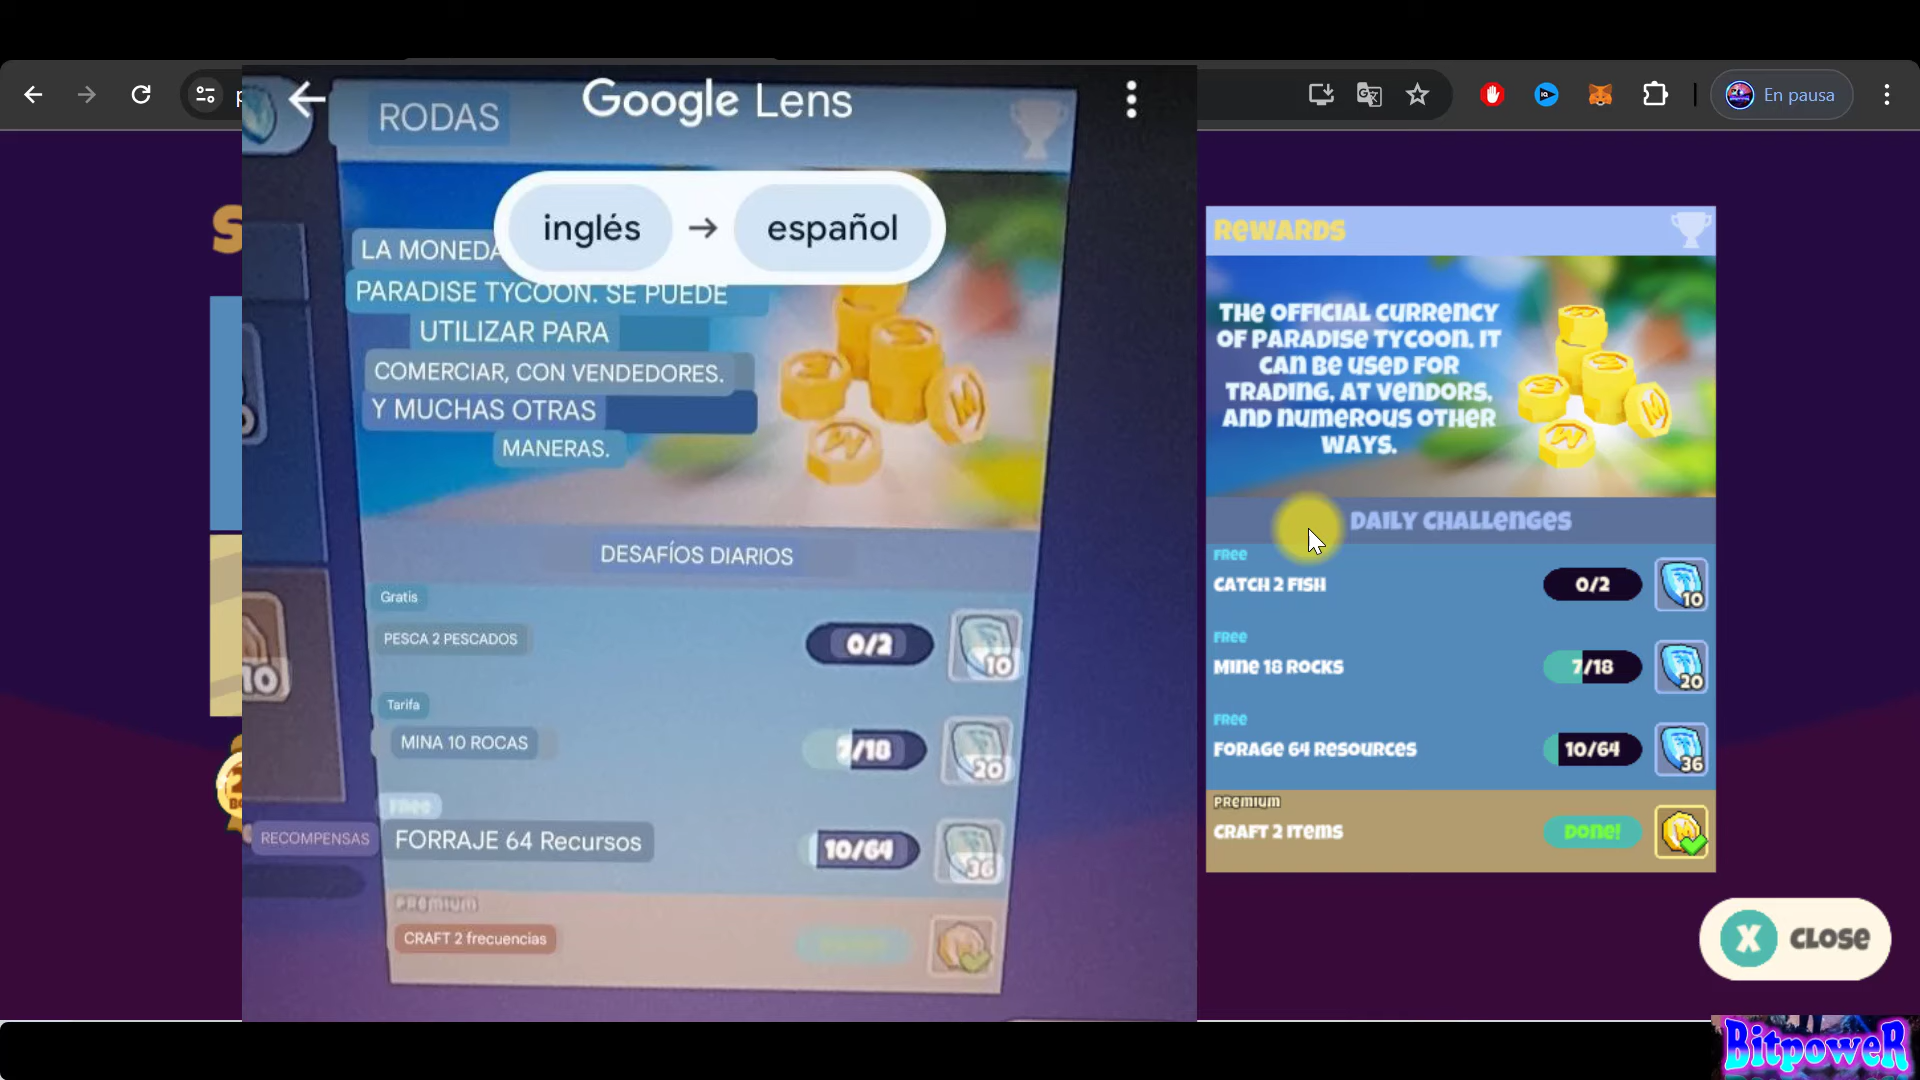 p
En pausa
S
RODAS
Google Lens
inglés → español
LA MONEDA
PARADISE TYCOON. SE PUEDE
UTILIZAR PARA
COMERCIAR, CON VENDEDORES.
Y MUCHAS OTRAS
MANERAS.
DESAFÍOS DIARIOS
Gratis
PESCA 2 PESCADOS
0/2
10
Tarifa
MINA 10 ROCAS
7/18
20
Free
FORRAJE 64 Recursos
10/64
36
PREMIUM
CRAFT 2 frecuencias
10
RECOMPENSAS
REWARDS
THE OFFICIAL CURRENCY
OF PARADISE TYCOON. IT
CAN BE USED FOR
TRADING, AT VENDORS,
AND NUMEROUS OTHER
WAYS.
DAILY CHALLENGES
FREE
CATCH 2 FISH
0/2
10
FREE
MINE 18 ROCKS
7/18
20
FREE
FORAGE 64 RESOURCES
10/64
36
PREMIUM
CRAFT 2 ITEMS
DONE!
X CLOSE
BitpoweR